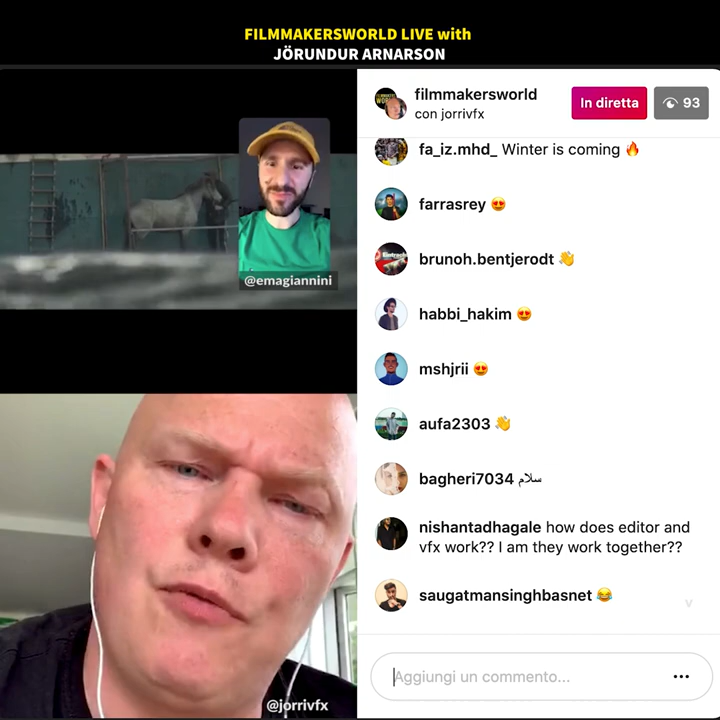 FILMMAKERSWORLD LIVE with
JÖRUNDUR ARNARSON
@emagiannini
@jorrivfx
filmmakersworld
con jorrivfx
In diretta
93
fa_iz.mhd_ Winter is coming 🔥
farrasrey 😍
brunoh.bentjerodt 👋
habbi_hakim 😍
mshjrii 😍
aufa2303 👋
bagheri7034 سلام
nishantadhagale how does editor and
vfx work?? I am they work together??
saugatmansinghbasnet 😂
Aggiungi un commento...